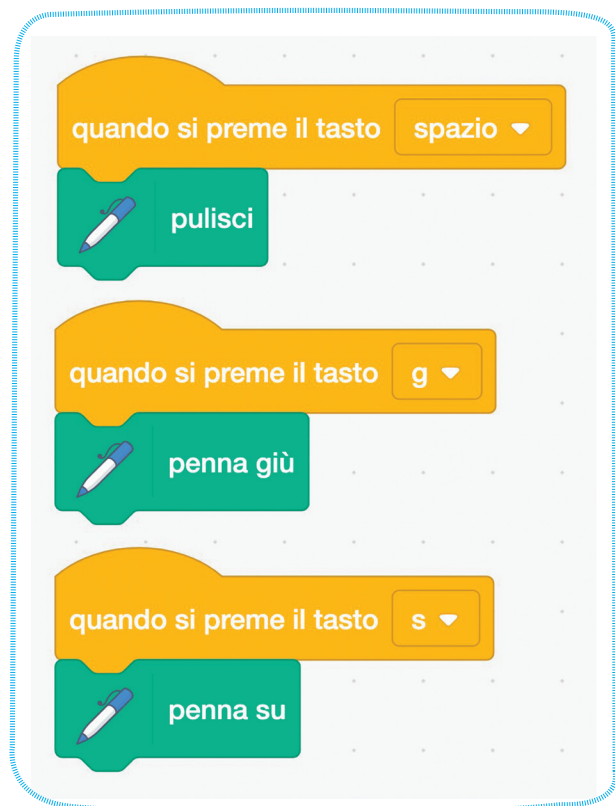 quando si preme il tasto spazio
pulisci
quando si preme il tasto g
penna giù
quando si preme il tasto s
penna su